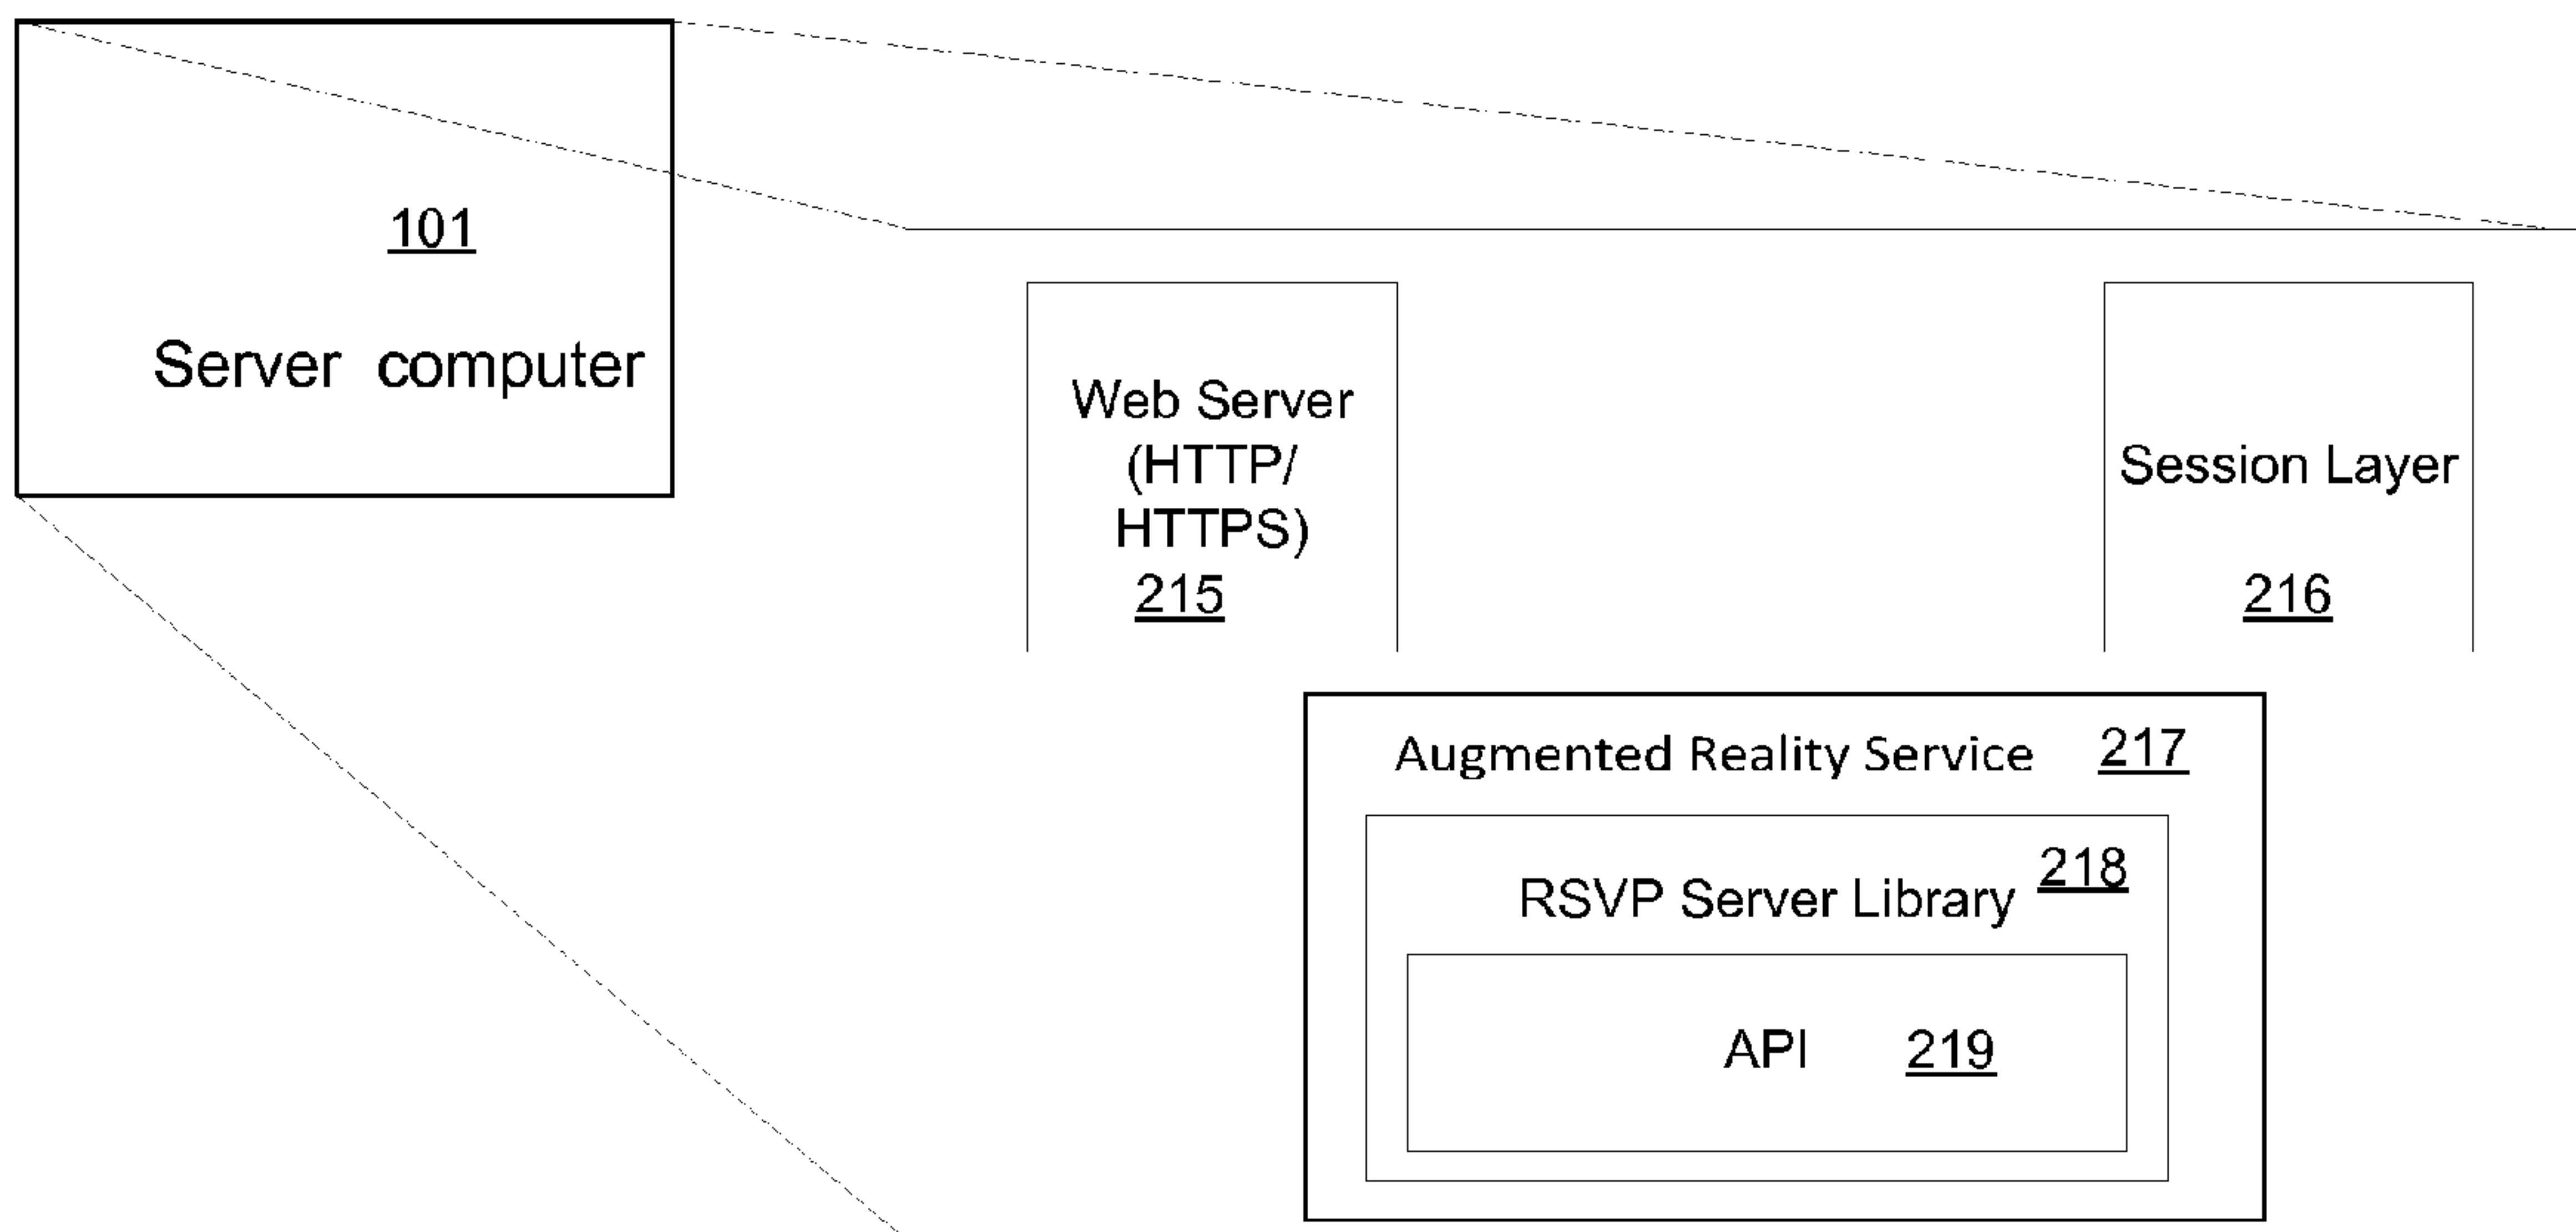 101
Server computer
Web Server
(HTTP/
HTTPS)
215
Session Layer
216
Augmented Reality Service 217
RSVP Server Library 218
API 219